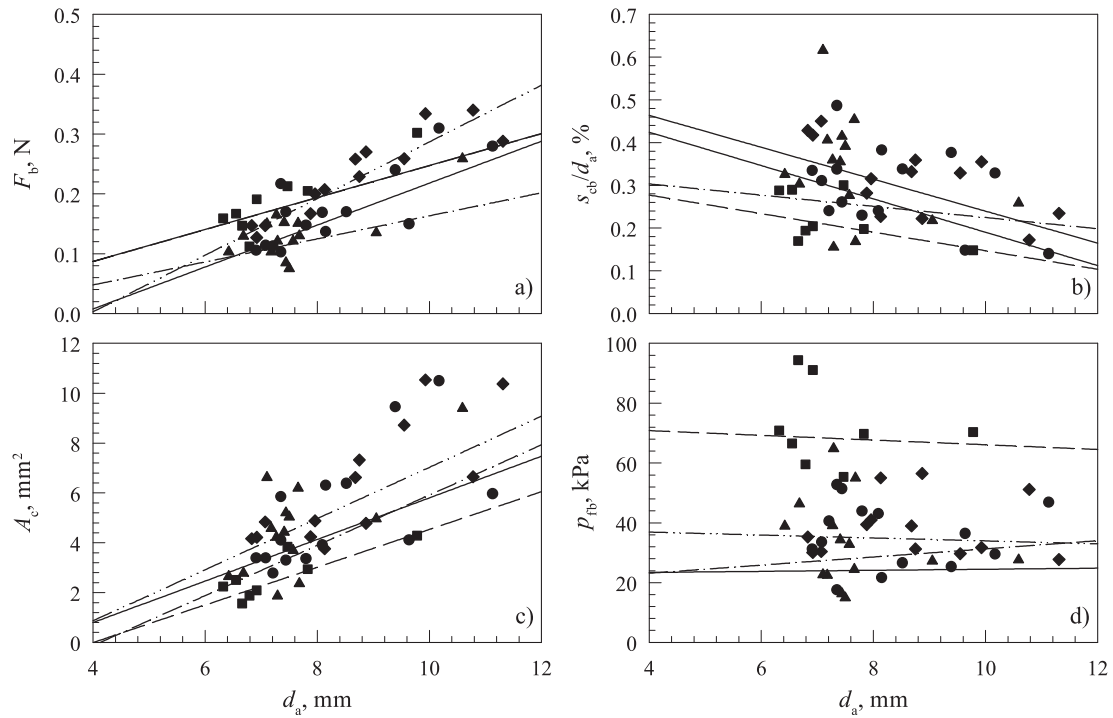 0.5
0.4
0.3
0.2
0.1
0.0
F_b, N
a)
0.7
0.6
0.5
0.4
0.3
0.2
0.1
0.0
s_cb/d_a, %
b)
12
10
8
6
4
2
0
A_c, mm²
c)
4 6 8 10 12
d_a, mm
100
80
60
40
20
0
p_fb, kPa
d)
4 6 8 10 12
d_a, mm